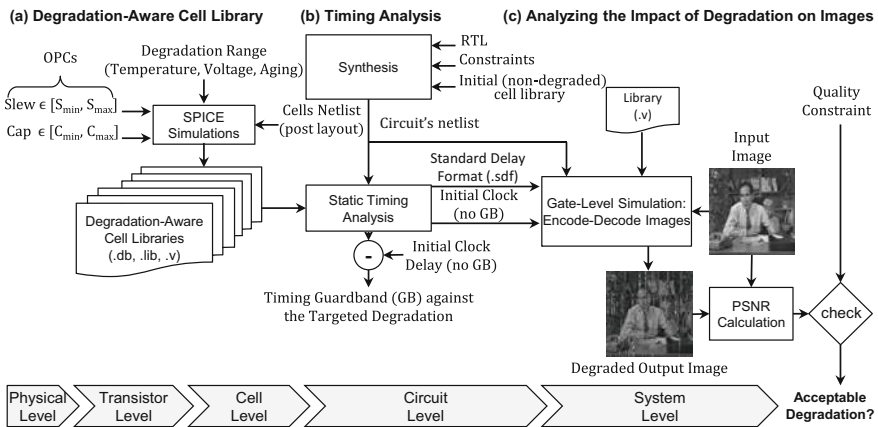 (a) Degradation-Aware Cell Library
OPCs
Degradation Range
(Temperature, Voltage, Aging)
Slew ϵ [Smin, Smax]
Cap ϵ [Cmin, Cmax]
SPICE
Simulations
Cells Netlist
(post layout)
Degradation-Aware
Cell Libraries
(.db, .lib, .v)
(b) Timing Analysis
Synthesis
RTL
Constraints
Initial (non-degraded)
cell library
Circuit's netlist
Static Timing
Analysis
Standard Delay
Format (.sdf)
Initial Clock
(no GB)
-
Initial Clock
Delay (no GB)
Timing Guardband (GB) against
the Targeted Degradation
(c) Analyzing the Impact of Degradation on Images
Library
(.v)
Quality
Constraint
Input
Image
Gate-Level Simulation:
Encode-Decode Images
PSNR
Calculation
check
Degraded Output Image
Acceptable
Degradation?
Physical
Level
Transistor
Level
Cell
Level
Circuit
Level
System
Level